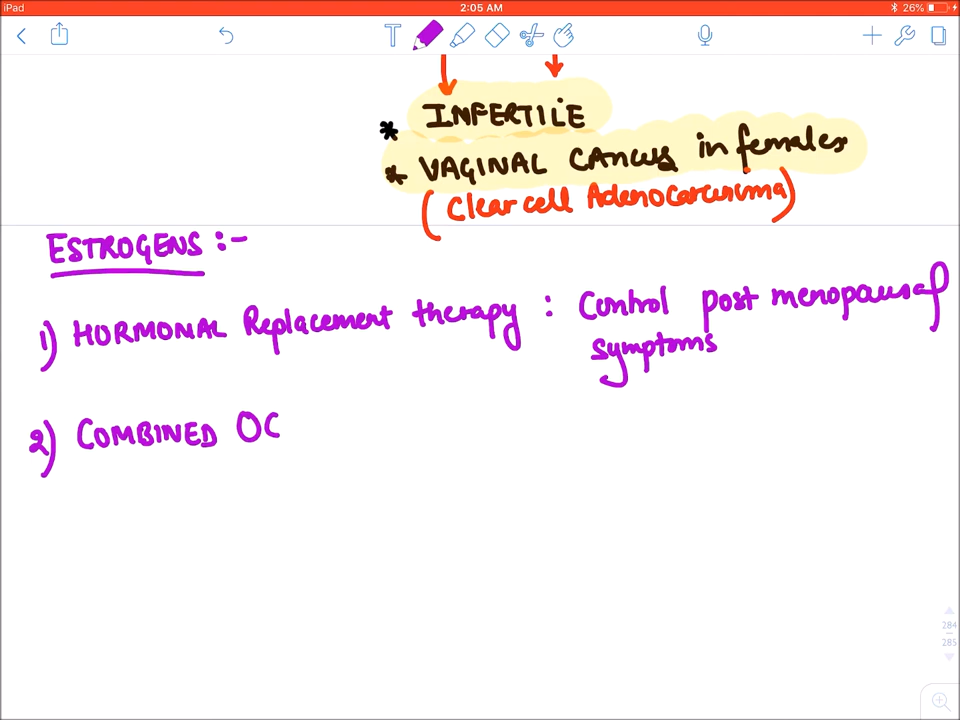 iPad
2:05 AM
26%
T
* INFERTILE
* VAGINAL CANCER in females
(Clear cell Adenocarcinoma)
ESTROGENS :-
1) HORMONAL Replacement therapy : Control post menopausal
symptoms
2) COMBINED OC
284
285